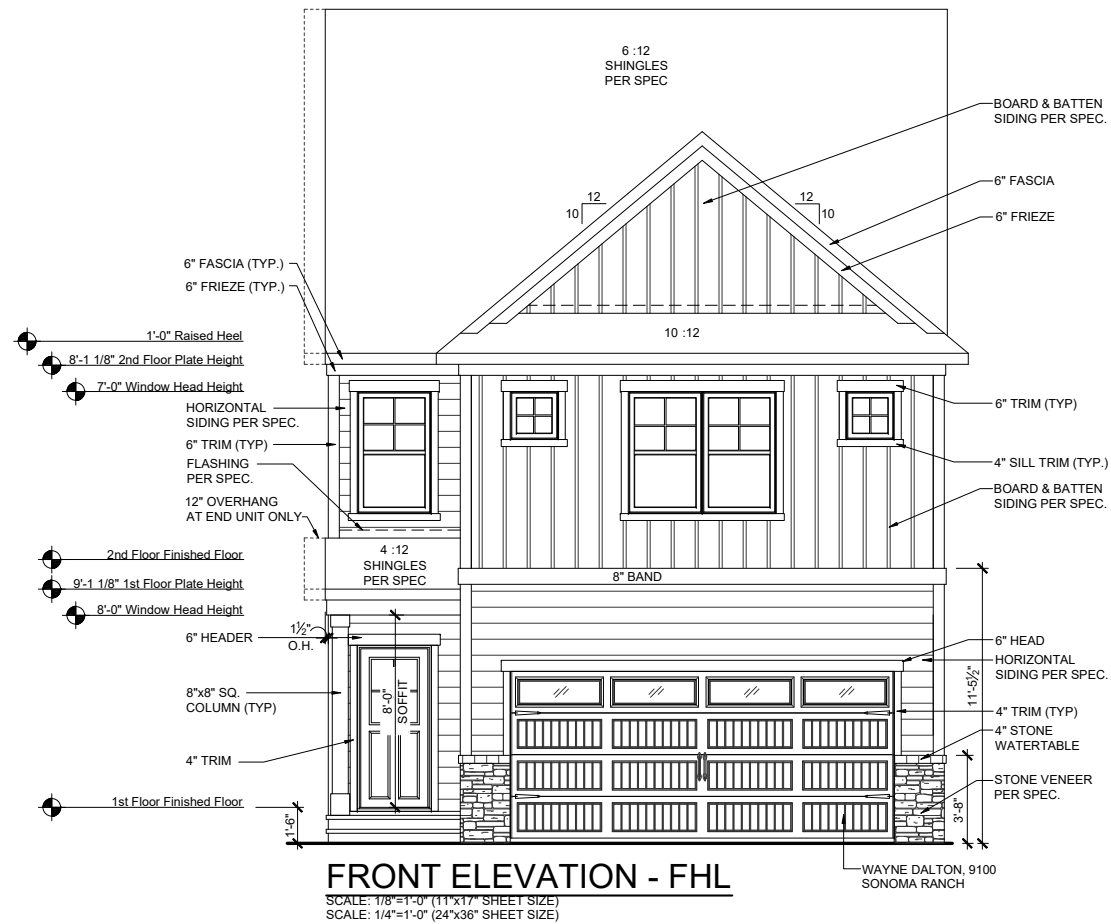 6 :12
SHINGLES
PER SPEC
BOARD & BATTEN
SIDING PER SPEC.
6" FASCIA
6" FRIEZE
12
10
12
10
6" FASCIA (TYP.)
6" FRIEZE (TYP.)
10 :12
1'-0" Raised Heel
8'-1 1/8" 2nd Floor Plate Height
7'-0" Window Head Height
HORIZONTAL
SIDING PER SPEC.
6" TRIM (TYP)
FLASHING
PER SPEC.
12" OVERHANG
AT END UNIT ONLY
6" TRIM (TYP)
4" SILL TRIM (TYP.)
BOARD & BATTEN
SIDING PER SPEC.
2nd Floor Finished Floor
4 :12
SHINGLES
PER SPEC
8" BAND
9'-1 1/8" 1st Floor Plate Height
8'-0" Window Head Height
6" HEADER
1½"
O.H.
8"x8" SQ.
COLUMN (TYP)
8'-0"
SOFFIT
4" TRIM
6" HEAD
HORIZONTAL
SIDING PER SPEC.
11'-5½"
4" TRIM (TYP)
4" STONE
WATERTABLE
STONE VENEER
PER SPEC.
3'-8"
1st Floor Finished Floor
1'-6"
WAYNE DALTON, 9100
SONOMA RANCH
FRONT ELEVATION - FHL
SCALE: 1/8"=1'-0" (11"x17" SHEET SIZE)
SCALE: 1/4"=1'-0" (24"x36" SHEET SIZE)